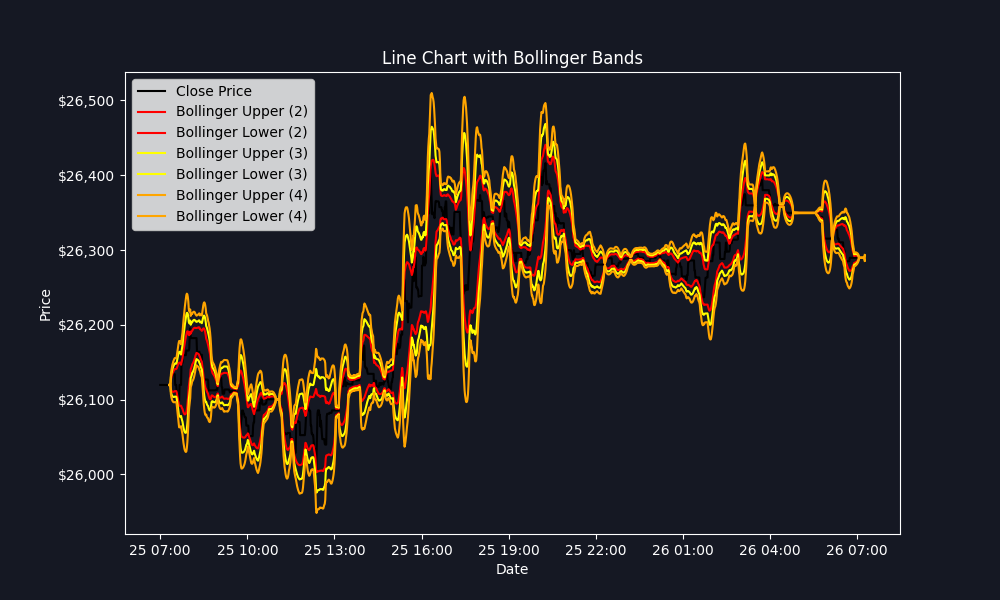 Line Chart with Bollinger Bands
Close Price
Bollinger Upper (2)
Bollinger Lower (2)
Bollinger Upper (3)
Bollinger Lower (3)
Bollinger Upper (4)
Bollinger Lower (4)
Price
$26,500
$26,400
$26,300
$26,200
$26,100
$26,000
25 07:00 25 10:00 25 13:00 25 16:00 25 19:00 25 22:00 26 01:00 26 04:00 26 07:00
Date